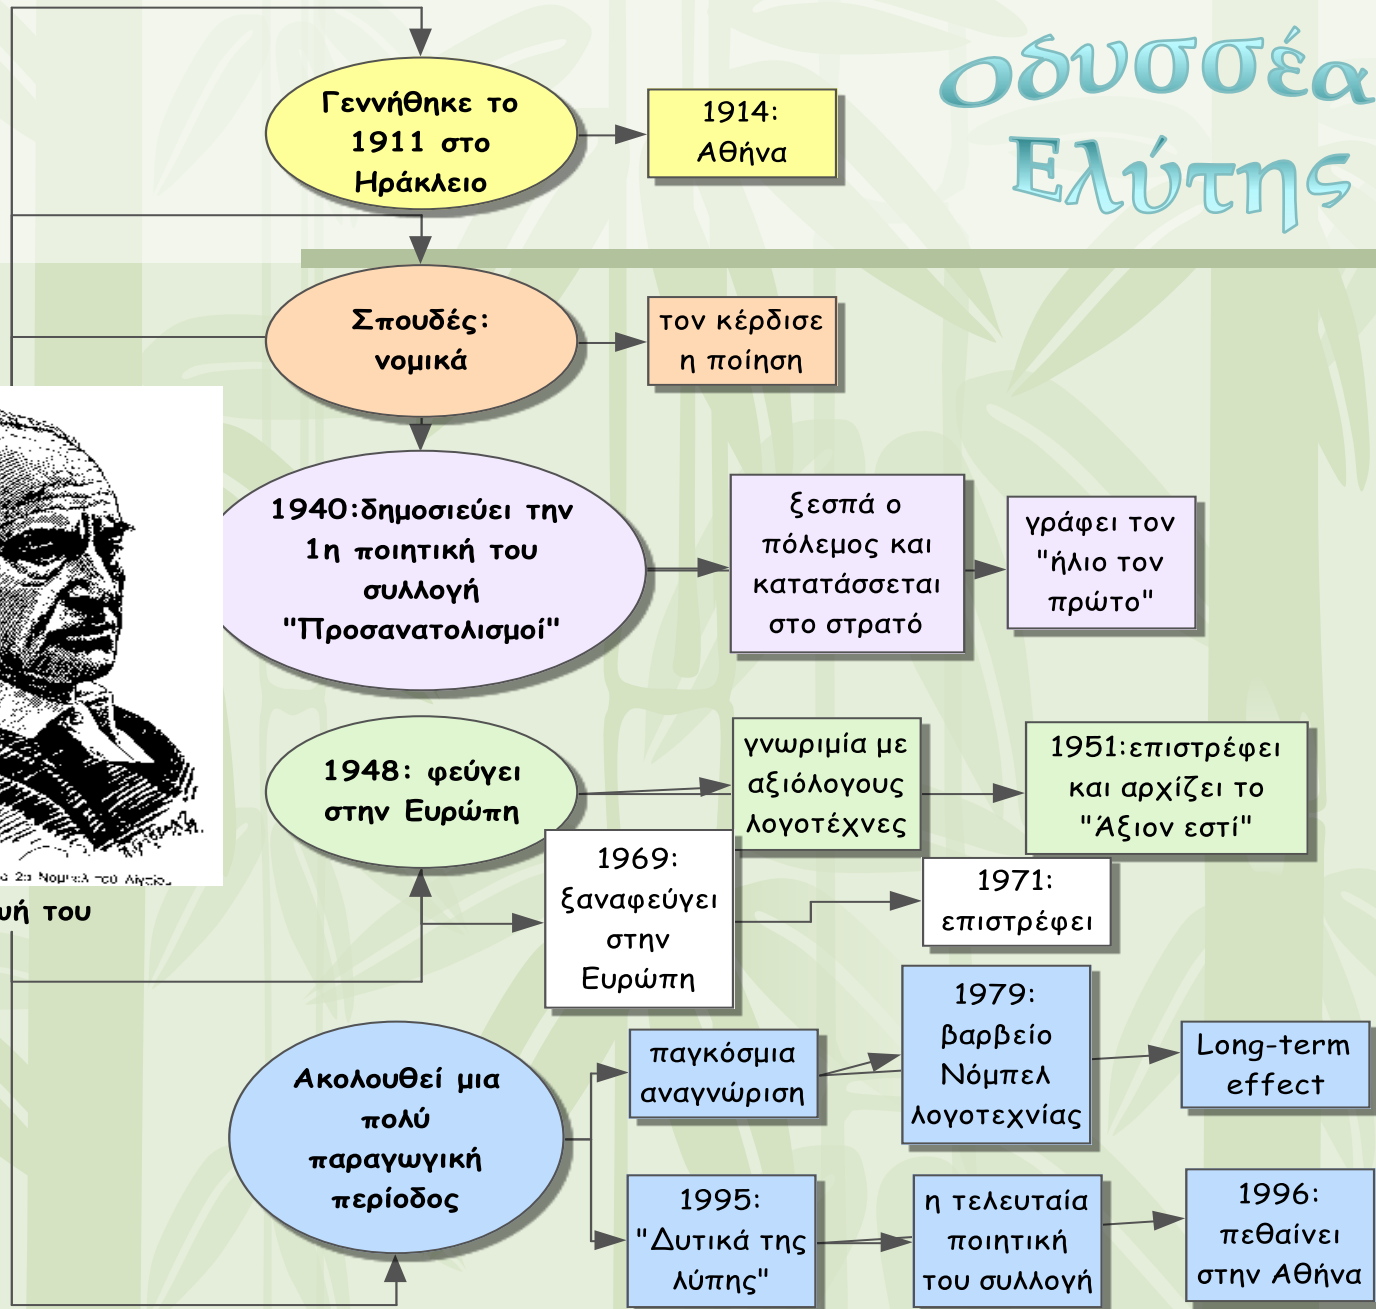 Οδυσσέα
Ελύτης
Γεννήθηκε το
1911 στο
Ηράκλειο
1914:
Αθήνα
Σπουδές:
νομικά
τον κέρδισε
η ποίηση
1940:δημοσιεύει την
1η ποιητική του
συλλογή
"Προσανατολισμοί"
ξεσπά ο
πόλεμος και
κατατάσσεται
στο στρατό
γράφει τον
"ήλιο τον
πρώτο"
1948: φεύγει
στην Ευρώπη
γνωριμία με
αξιόλογους
λογοτέχνες
1951:επιστρέφει
και αρχίζει το
"Άξιον εστί"
1969:
ξαναφεύγει
στην
Ευρώπη
1971:
επιστρέφει
του
Ακολουθεί μια
πολύ
παραγωγική
περίοδος
παγκόσμια
αναγνώριση
1979:
βαρβείο
Νόμπελ
λογοτεχνίας
Long-term
effect
1995:
"Δυτικά της
λύπης"
η τελευταία
ποιητική
του συλλογή
1996:
πεθαίνει
στην Αθήνα